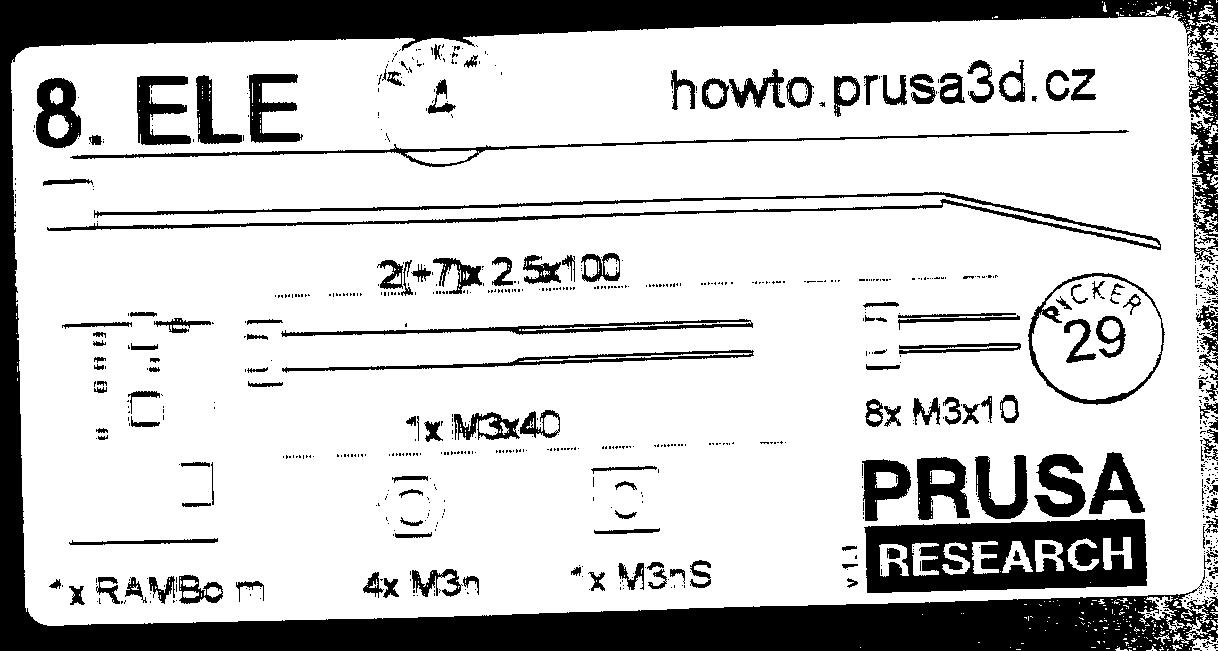 8. ELE
PICKER
4
howto.prusa3d.cz
2(+7)x 2.5x100
PICKER
29
1x M3x40
8x M3x10
1x RAMBo m
4x M3n
1x M3nS
v 1.1
PRUSA
RESEARCH